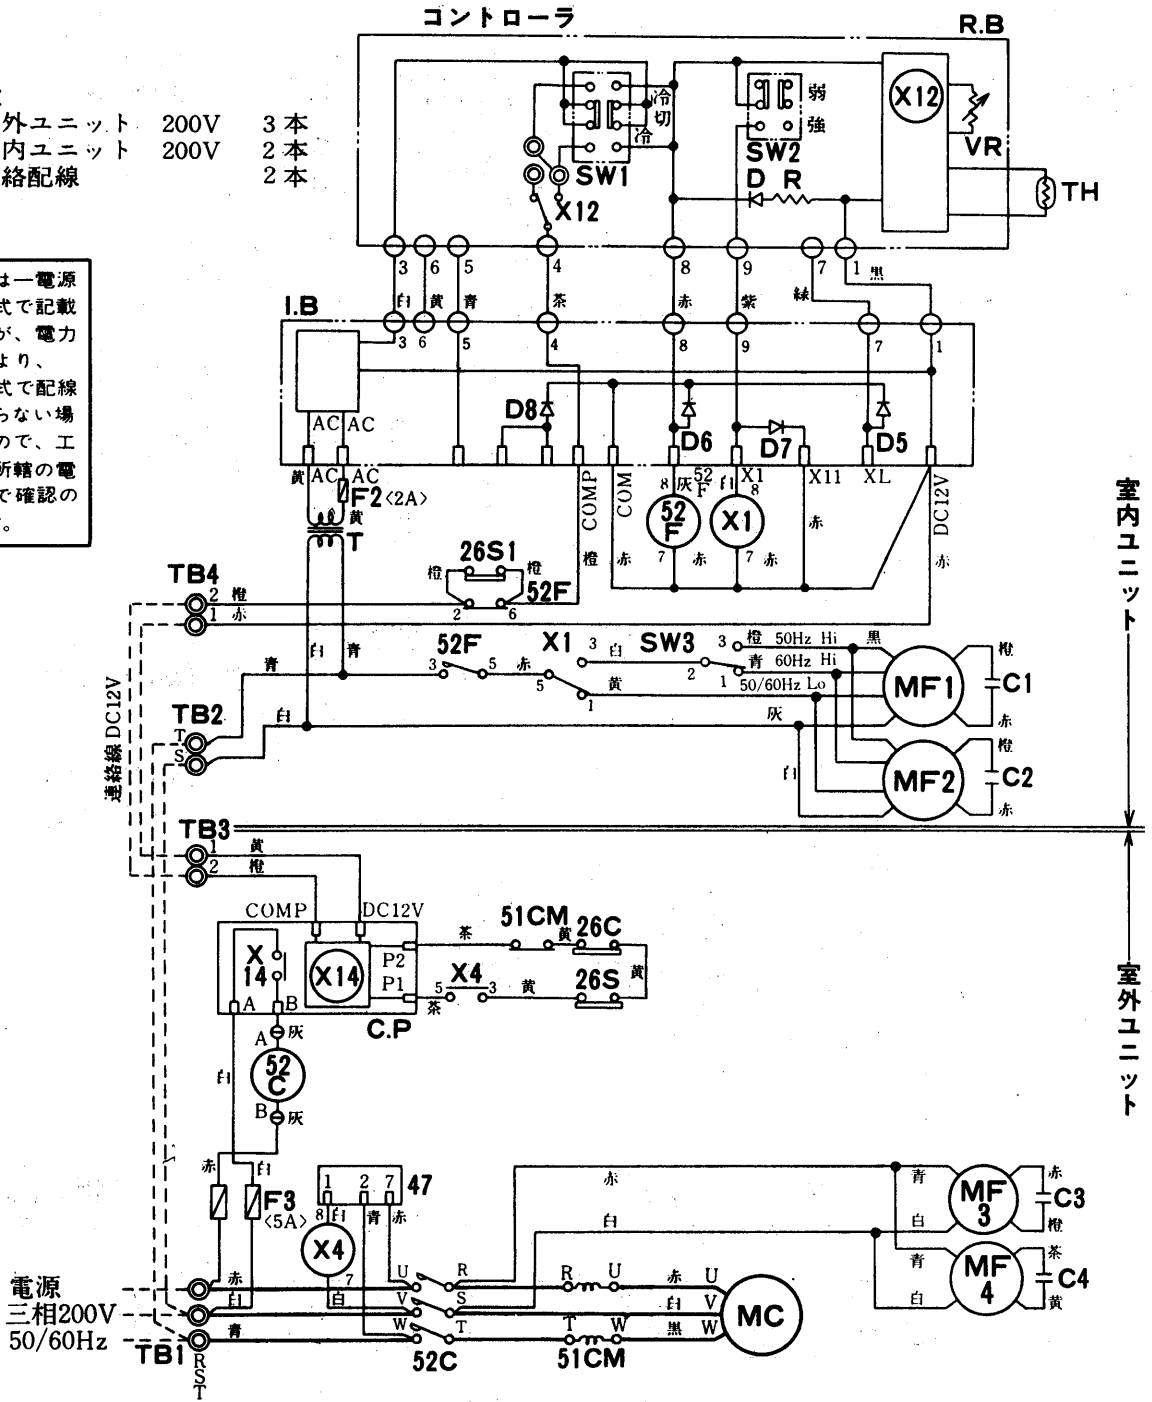 コントローラ
R.B
外ユニット 200V 3本
内ユニット 200V 2本
絡配線 2本
冷
切
冷
SW1
弱
強
SW2
X12
VR
TH
D R
X12
3 6 5 4 8 9 7 1
白 黄 青 茶 赤 紫 緑 黒
は一電源
式で記載
が、電力
より、
式で配線
らない場
ので、工
所轄の電
で確認の
。
I.B
3 6 5 4 8 9 7 1
AC AC
D8 D6 D7 D5
黄 AC AC
F2<2A>
黄
T
COMP
COM
8 灰 52F
白 X1 8
X11
XL
DC12V
52F
X1
7 赤 7 赤
橙 赤 赤 赤
室内ユニット
26S1
橙 橙
52F
2 6
TB4
2 橙
1 赤
白 青
青
52F
3 5
赤
X1
5
3 白
1 黄
SW3
2
3 橙 50Hz Hi
青 60Hz Hi
1 50/60Hz Lo
黒
MF1
橙
C1
赤
TB2
T
S
白
灰
白
MF2
橙
C2
赤
連絡線DC12V
TB3
1 黄
2 橙
COMP DC12V
X14
X14
P2
P1
A B
C.P
茶
51CM
黄
26C
黄
茶
5 X4 3
黄
26S
室外ユニット
A 灰
52C
B 灰
白
赤 白
F3
<5A>
1 2 7
47
8 白 青 赤
X4
7
電源
三相200V
50/60Hz
TB1
R
S
T
赤
白
青
白
U V W
R S T
52C
R U
T W
51CM
赤 U
白 V
黒 W
MC
赤
白
青
白
MF3
赤
C3
橙
青
白
MF4
茶
C4
黄